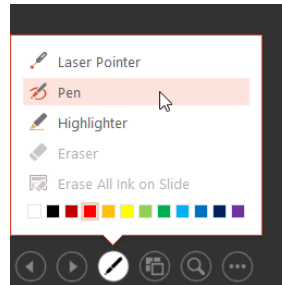 Laser Pointer
Pen
Highlighter
Eraser
Erase All Ink on Slide